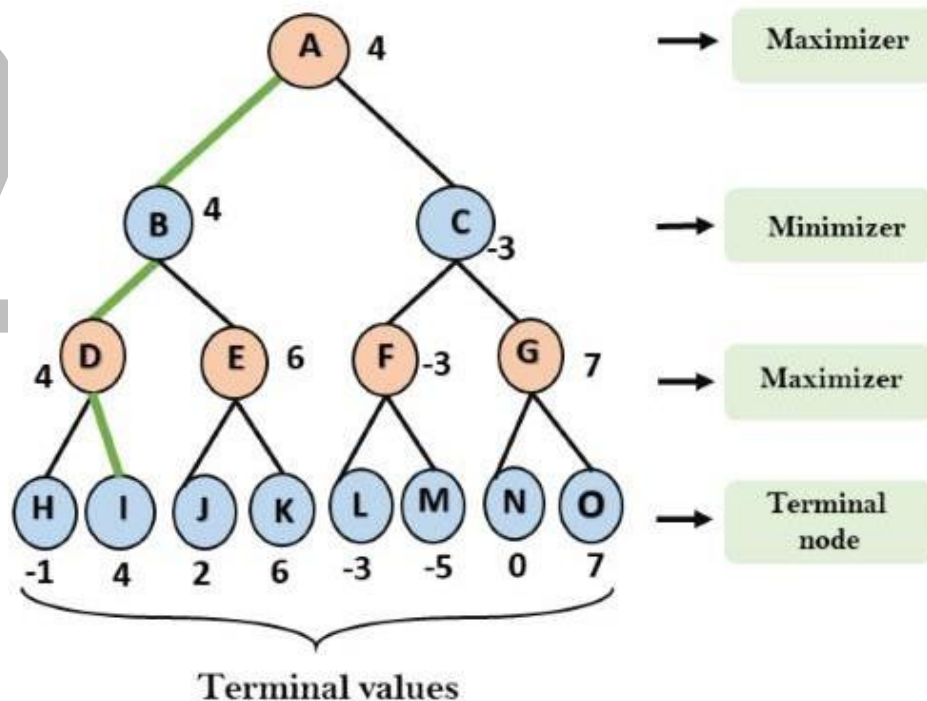 A 4 Maximizer
B 4 C -3 Minimizer
D 4 E 6 F -3 G 7 Maximizer
H I J K L M N O Terminal
node
-1 4 2 6 -3 -5 0 7
Terminal values